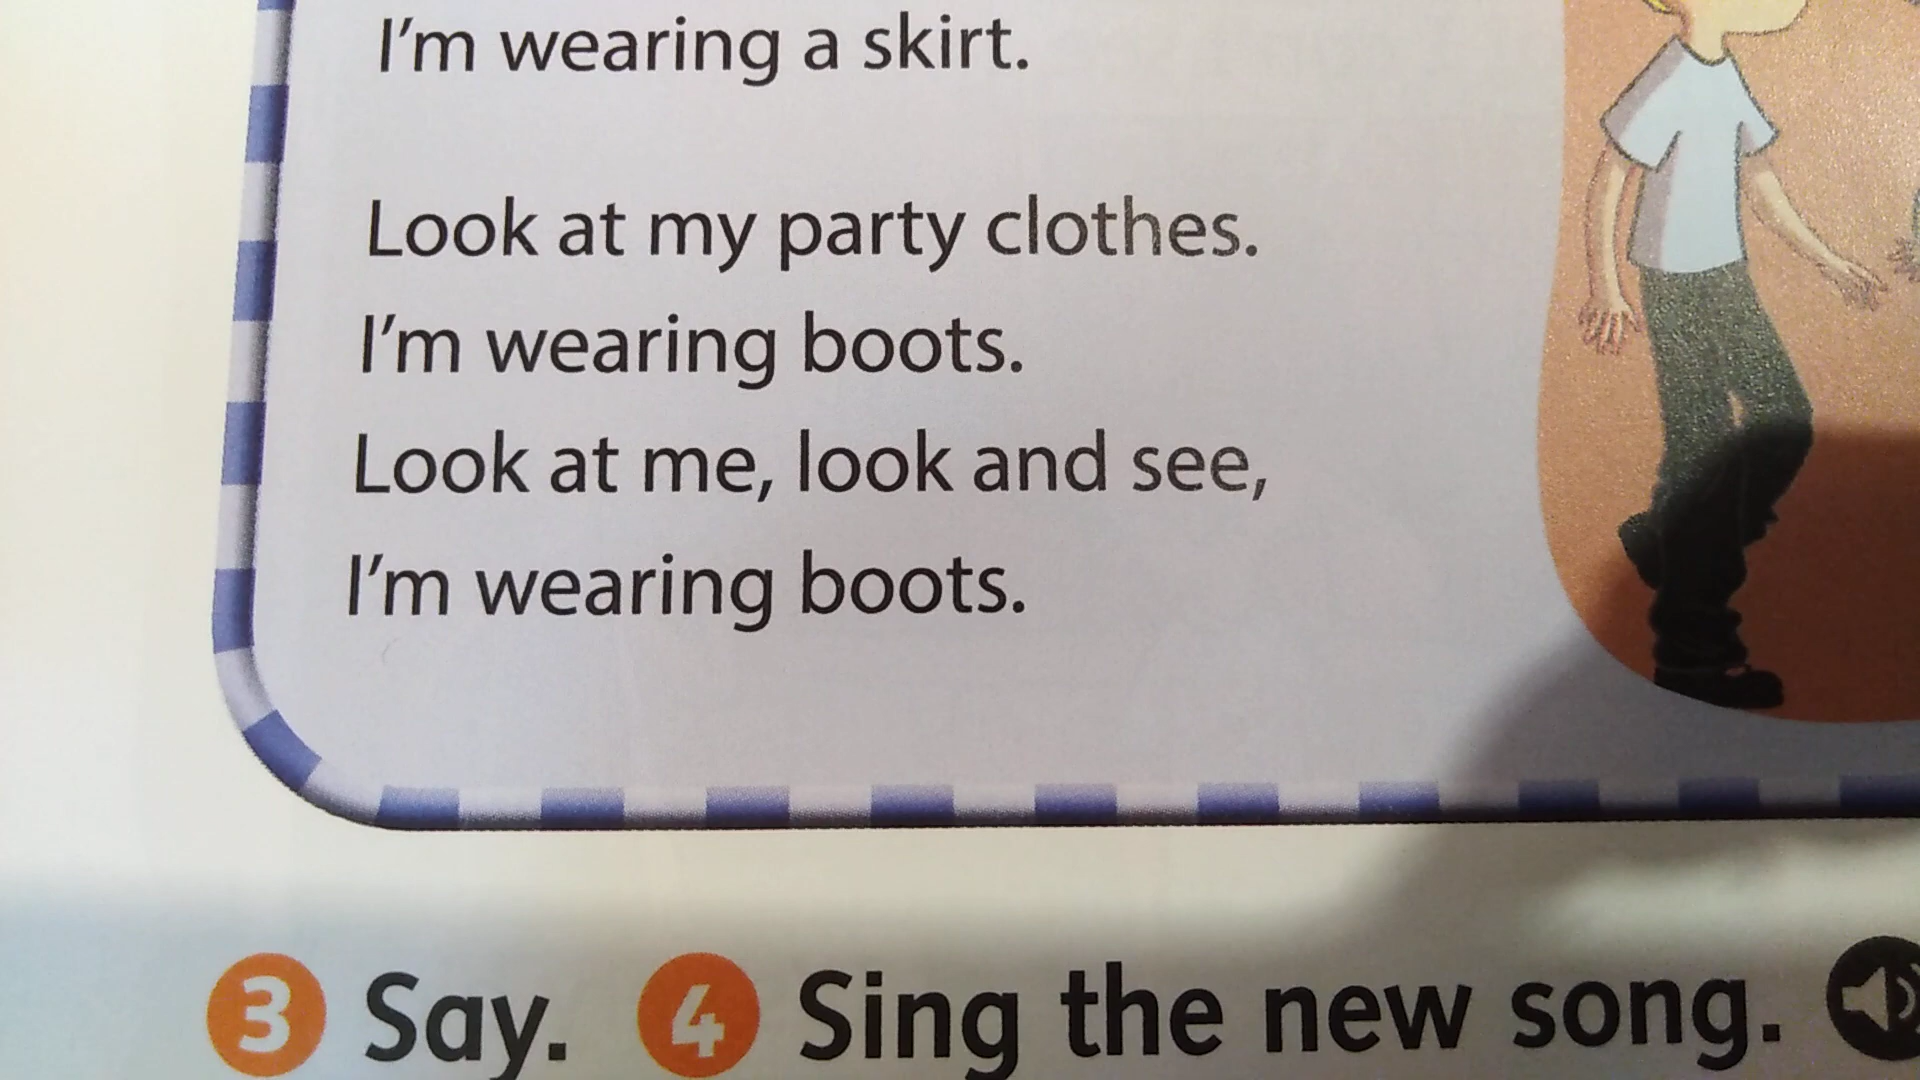 I'm wearing a skirt.
Look at my party clothes.
I'm wearing boots.
Look at me, look and see,
I'm wearing boots.
3 Say. 4 Sing the new song.